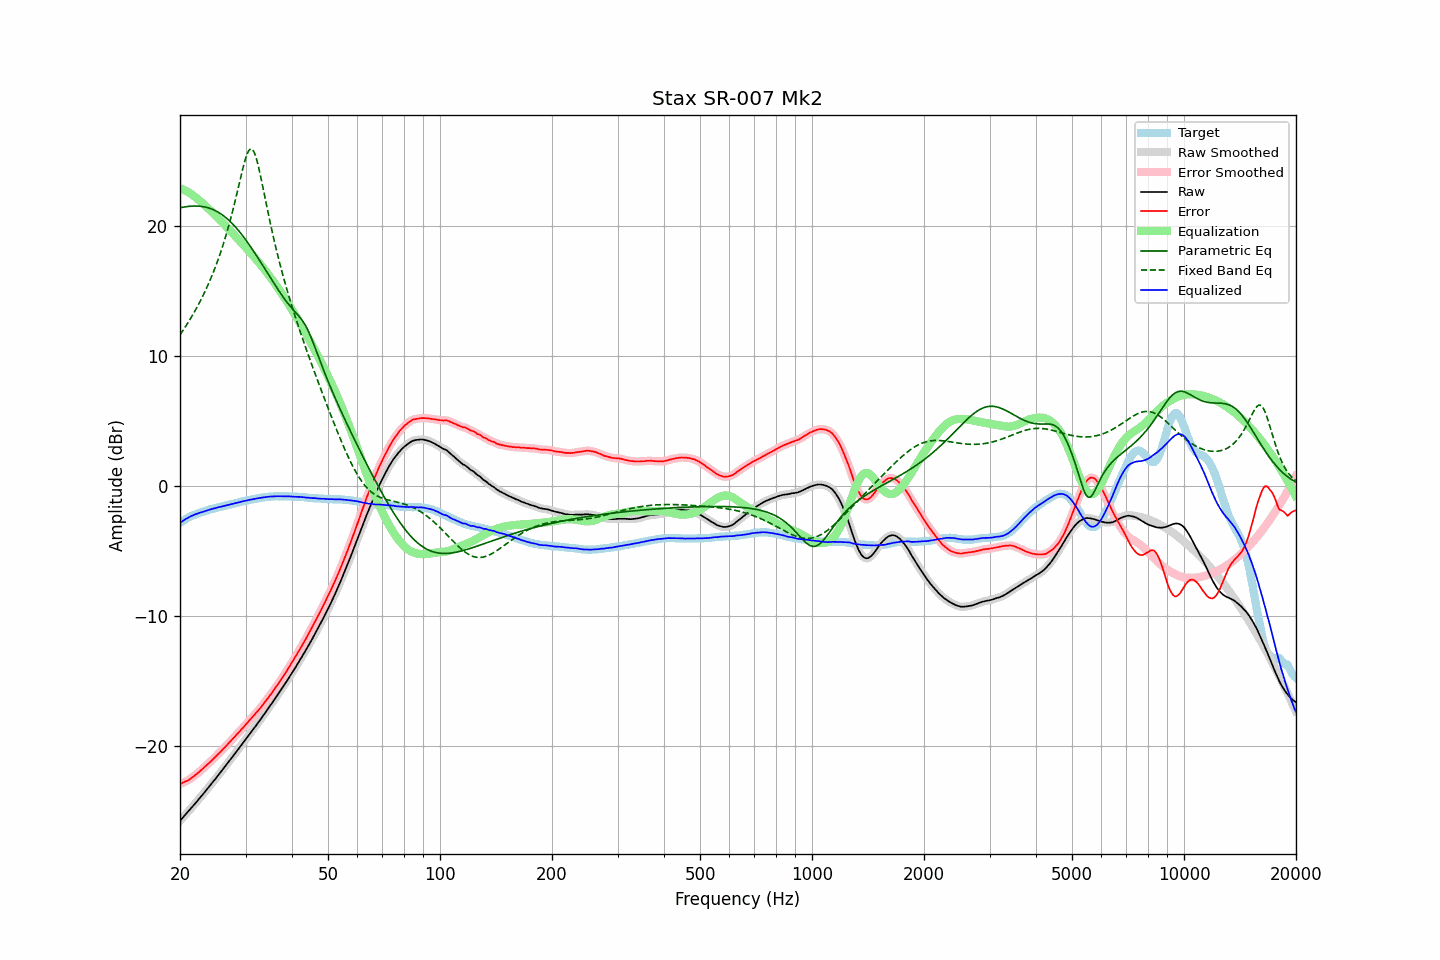 Stax SR-007 Mk2
Target
Raw Smoothed
Error Smoothed
Raw
Error
Equalization
Parametric Eq
Fixed Band Eq
Equalized
20
10
0
−10
−20
Amplitude (dBr)
20 50 100 200 500 1000 2000 5000 10000 20000
Frequency (Hz)